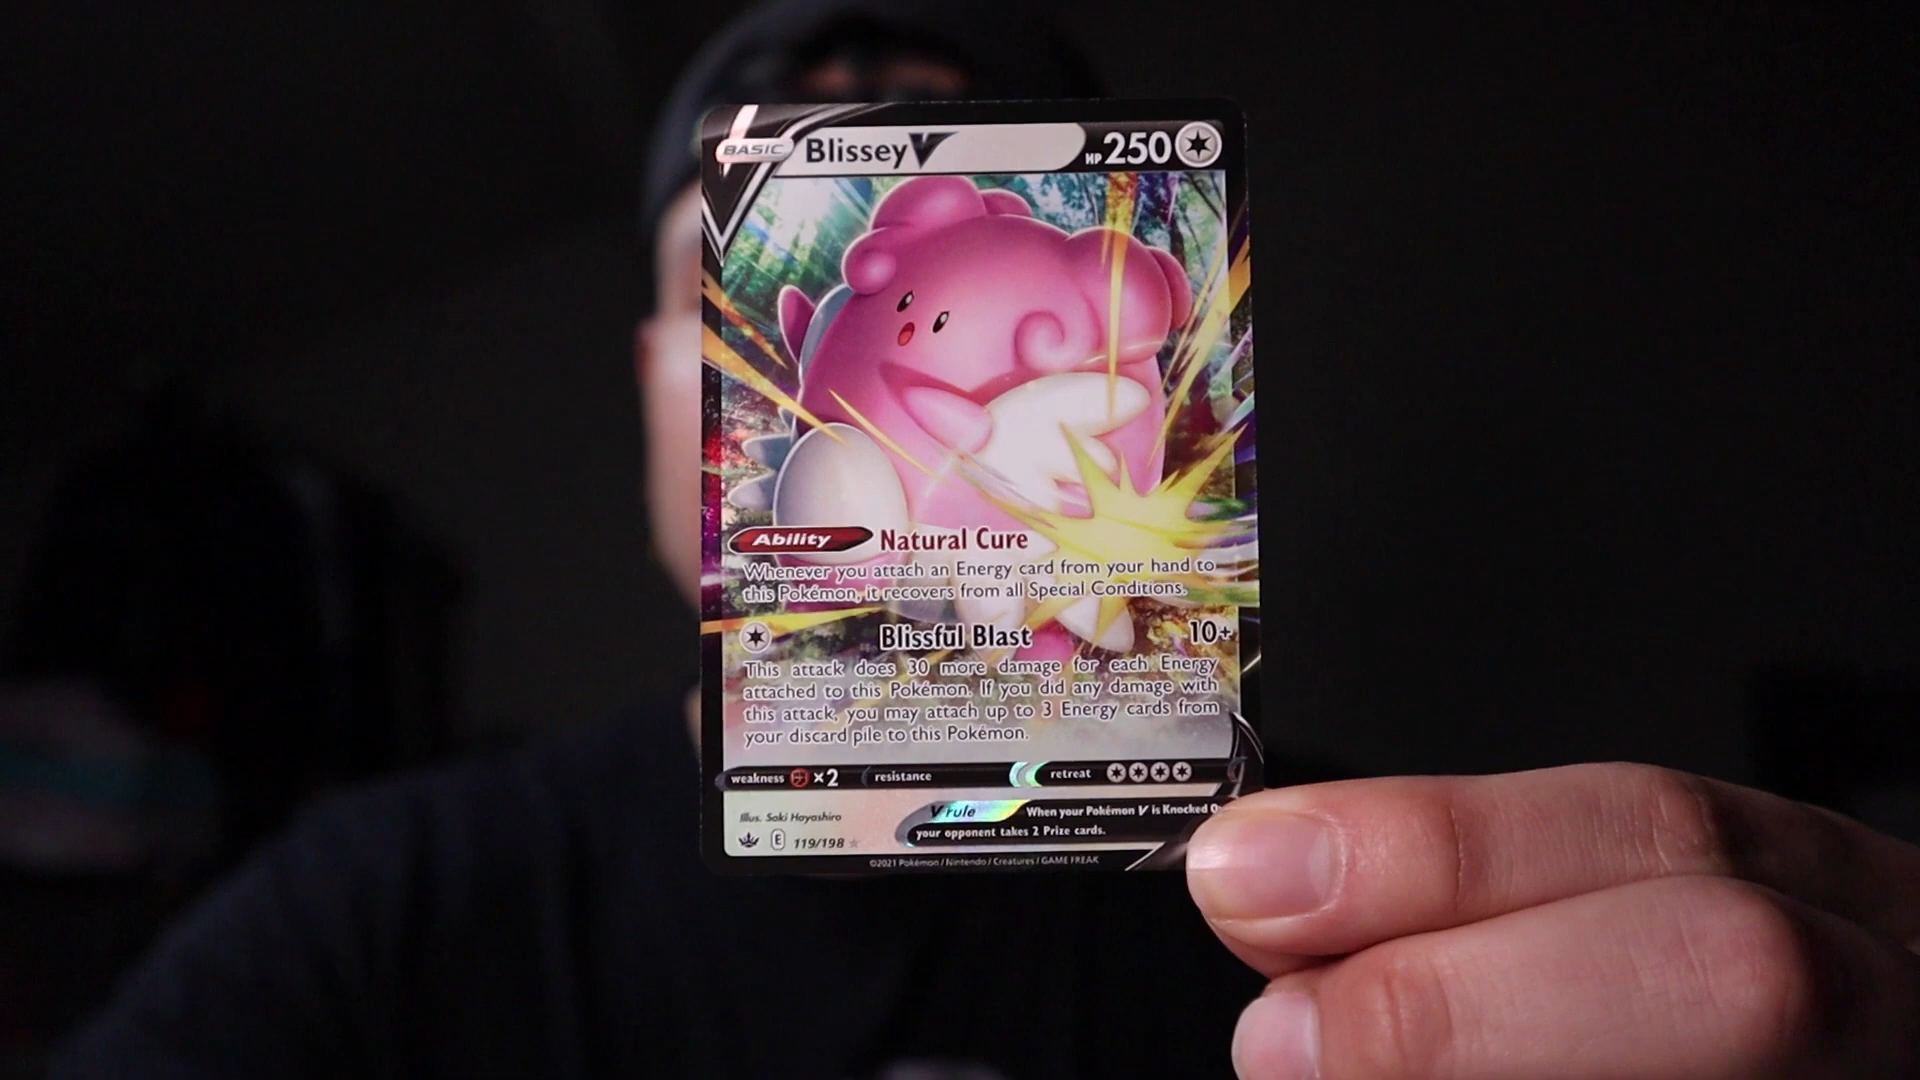 BASIC Blissey V HP 250
Ability Natural Cure
Whenever you attach an Energy card from your hand to
this Pokémon, it recovers from all Special Conditions.
Blissful Blast 10+
This attack does 30 more damage for each Energy
attached to this Pokémon. If you did any damage with
this attack, you may attach up to 3 Energy cards from
your discard pile to this Pokémon.
weakness ×2 resistance retreat
Illus. Saki Hayashiro
V rule When your Pokémon V is Knocked
your opponent takes 2 Prize cards.
E 119/198
©2021 Pokémon / Nintendo / Creatures / GAME FREAK